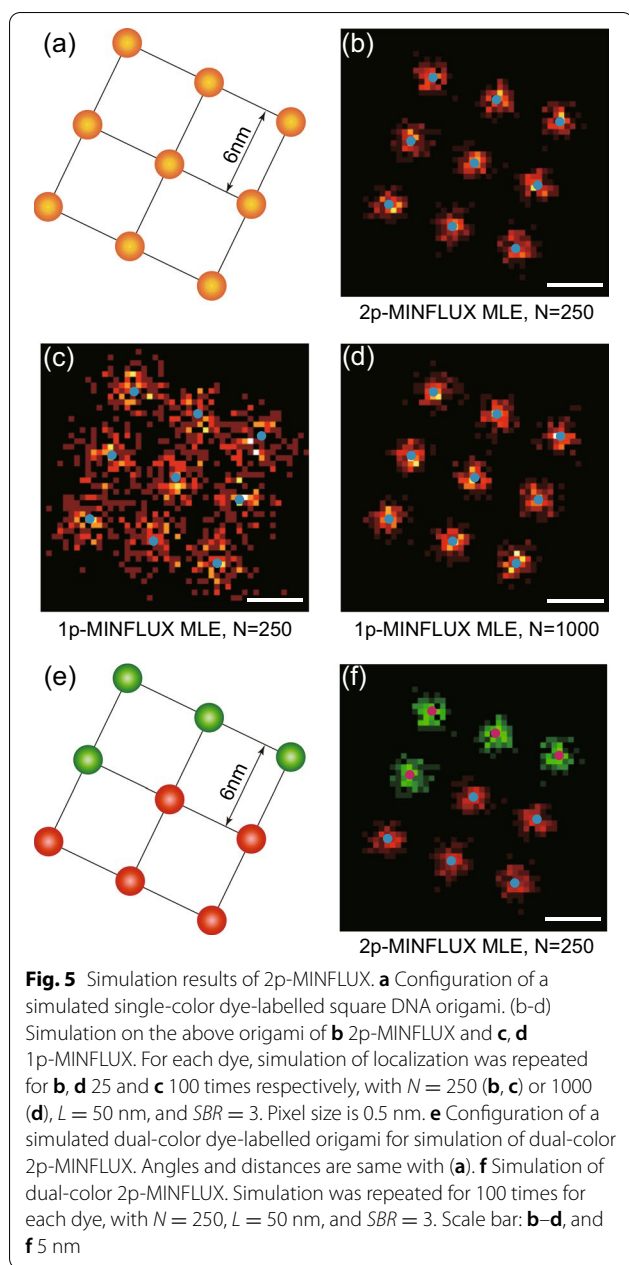 (a)
6nm
(b)
2p-MINFLUX MLE, N=250
(c)
1p-MINFLUX MLE, N=250
(d)
1p-MINFLUX MLE, N=1000
(e)
6nm
(f)
2p-MINFLUX MLE, N=250
Fig. 5 Simulation results of 2p-MINFLUX. a Configuration of a
simulated single-color dye-labelled square DNA origami. (b-d)
Simulation on the above origami of b 2p-MINFLUX and c, d
1p-MINFLUX. For each dye, simulation of localization was repeated
for b, d 25 and c 100 times respectively, with N = 250 (b, c) or 1000
(d), L = 50 nm, and SBR = 3. Pixel size is 0.5 nm. e Configuration of a
simulated dual-color dye-labelled origami for simulation of dual-color
2p-MINFLUX. Angles and distances are same with (a). f Simulation of
dual-color 2p-MINFLUX. Simulation was repeated for 100 times for
each dye, with N = 250, L = 50 nm, and SBR = 3. Scale bar: b–d, and
f 5 nm